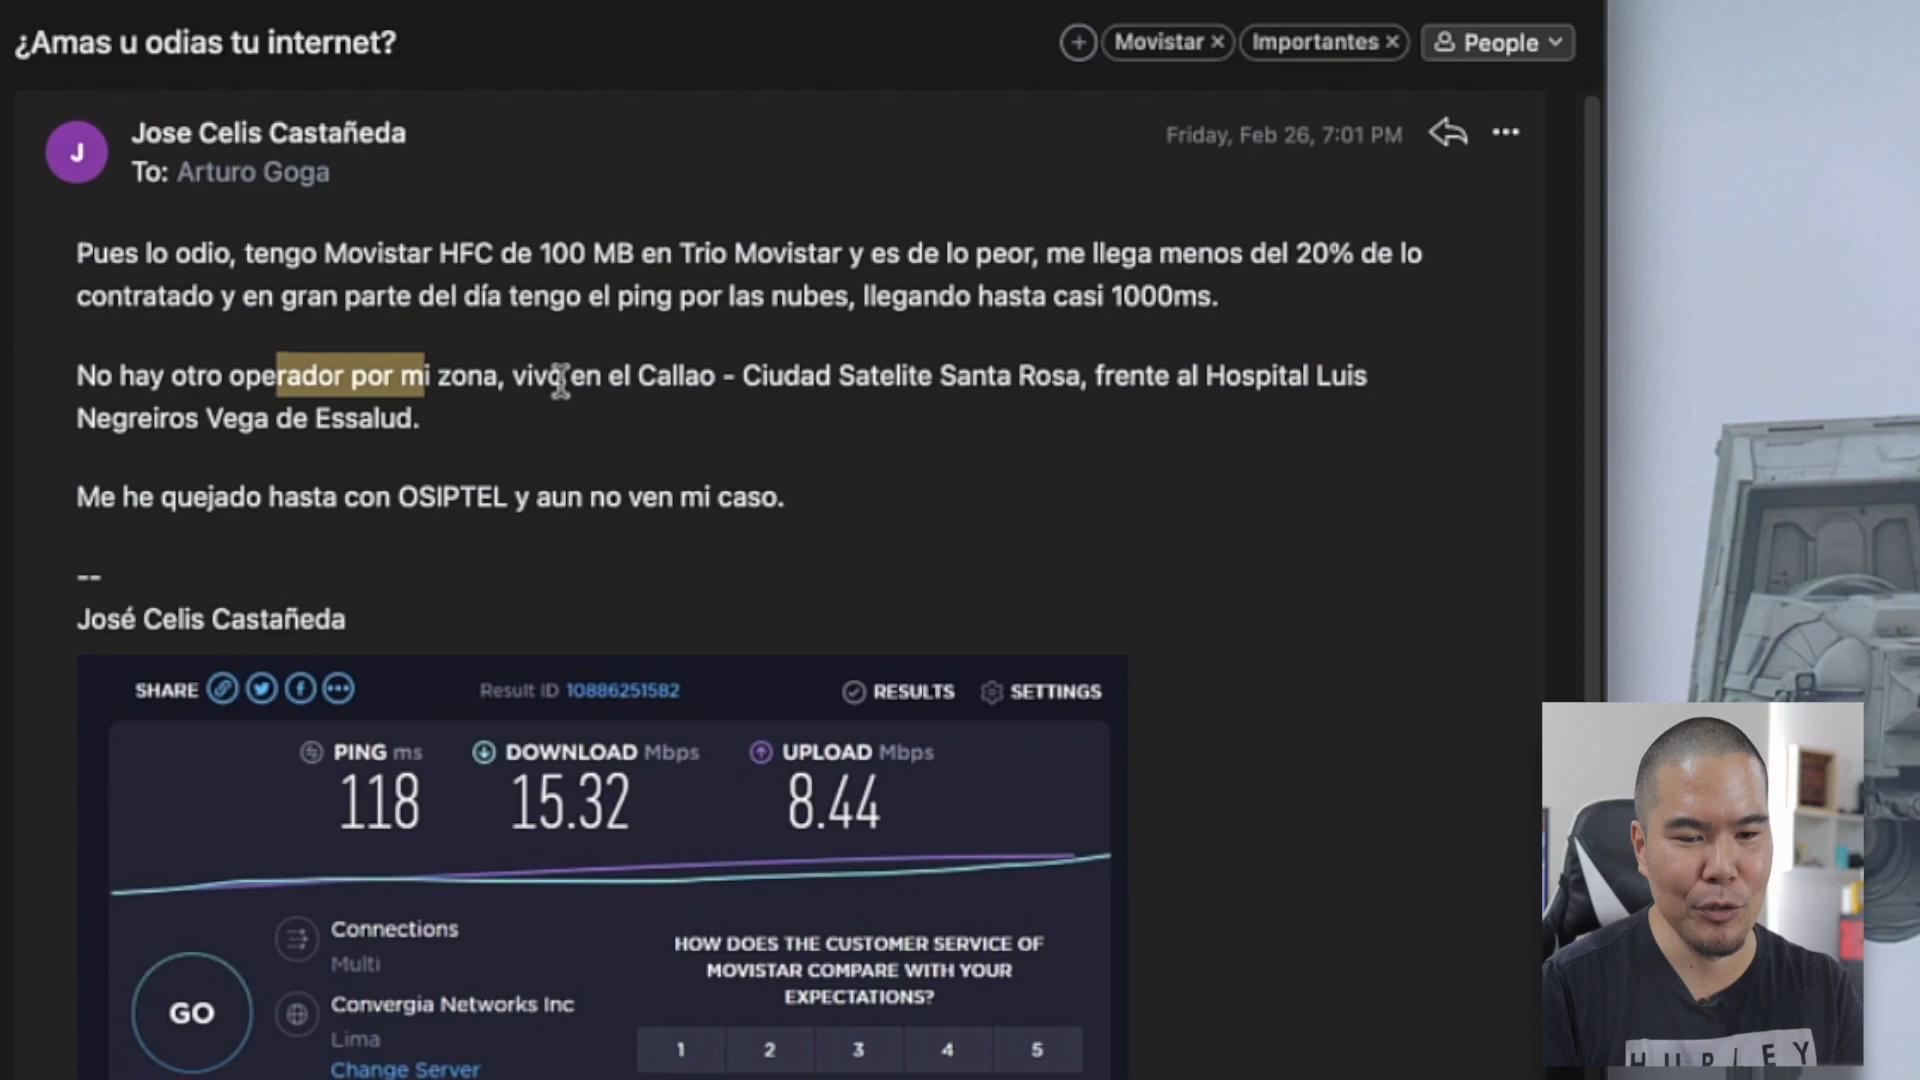 ¿Amas u odias tu internet?
Movistar ×
Importantes ×
People
J
Jose Celis Castañeda
Friday, Feb 26, 7:01 PM
To: Arturo Goga
Pues lo odio, tengo Movistar HFC de 100 MB en Trio Movistar y es de lo peor, me llega menos del 20% de lo
contratado y en gran parte del día tengo el ping por las nubes, llegando hasta casi 1000ms.
No hay otro operador por mi zona, vivo en el Callao - Ciudad Satelite Santa Rosa, frente al Hospital Luis
Negreiros Vega de Essalud.
Me he quejado hasta con OSIPTEL y aun no ven mi caso.
--
José Celis Castañeda
SHARE
Result ID 10886251582
RESULTS
SETTINGS
PING ms
DOWNLOAD Mbps
UPLOAD Mbps
118
15.32
8.44
Connections
Multi
HOW DOES THE CUSTOMER SERVICE OF
MOVISTAR COMPARE WITH YOUR
EXPECTATIONS?
GO
Convergia Networks Inc
Lima
Change Server
1 2 3 4 5
HURLEY